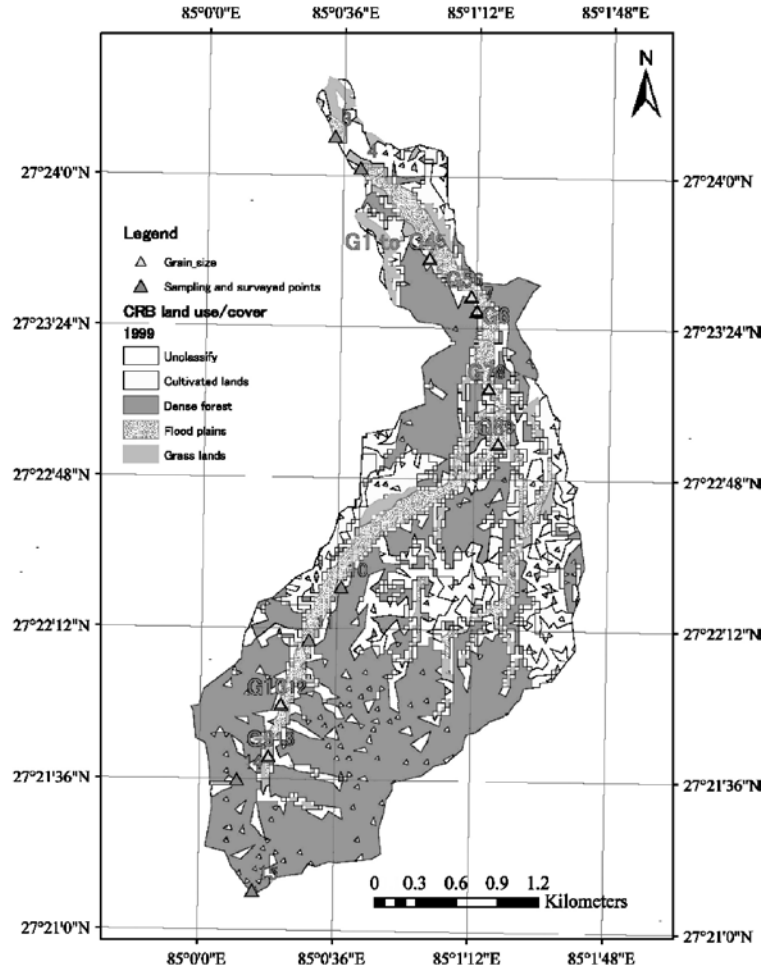 85°0'0"E 85°0'36"E 85°1'12"E 85°1'48"E
N
3
4
27°24'0"N
27°24'0"N
Legend
G1 to
Grain_size
Sampling and surveyed points
CRB land use/cover
1999
27°23'24"N
27°23'24"N
Unclassify
Cultivated lands
Dense forest
Flood plains
Grass lands
27°22'48"N
27°22'48"N
27°22'12"N
27°22'12"N
27°21'36"N
27°21'36"N
0 0.3 0.6 0.9 1.2
Kilometers
27°21'0"N
27°21'0"N
85°0'0"E 85°0'36"E 85°1'12"E 85°1'48"E